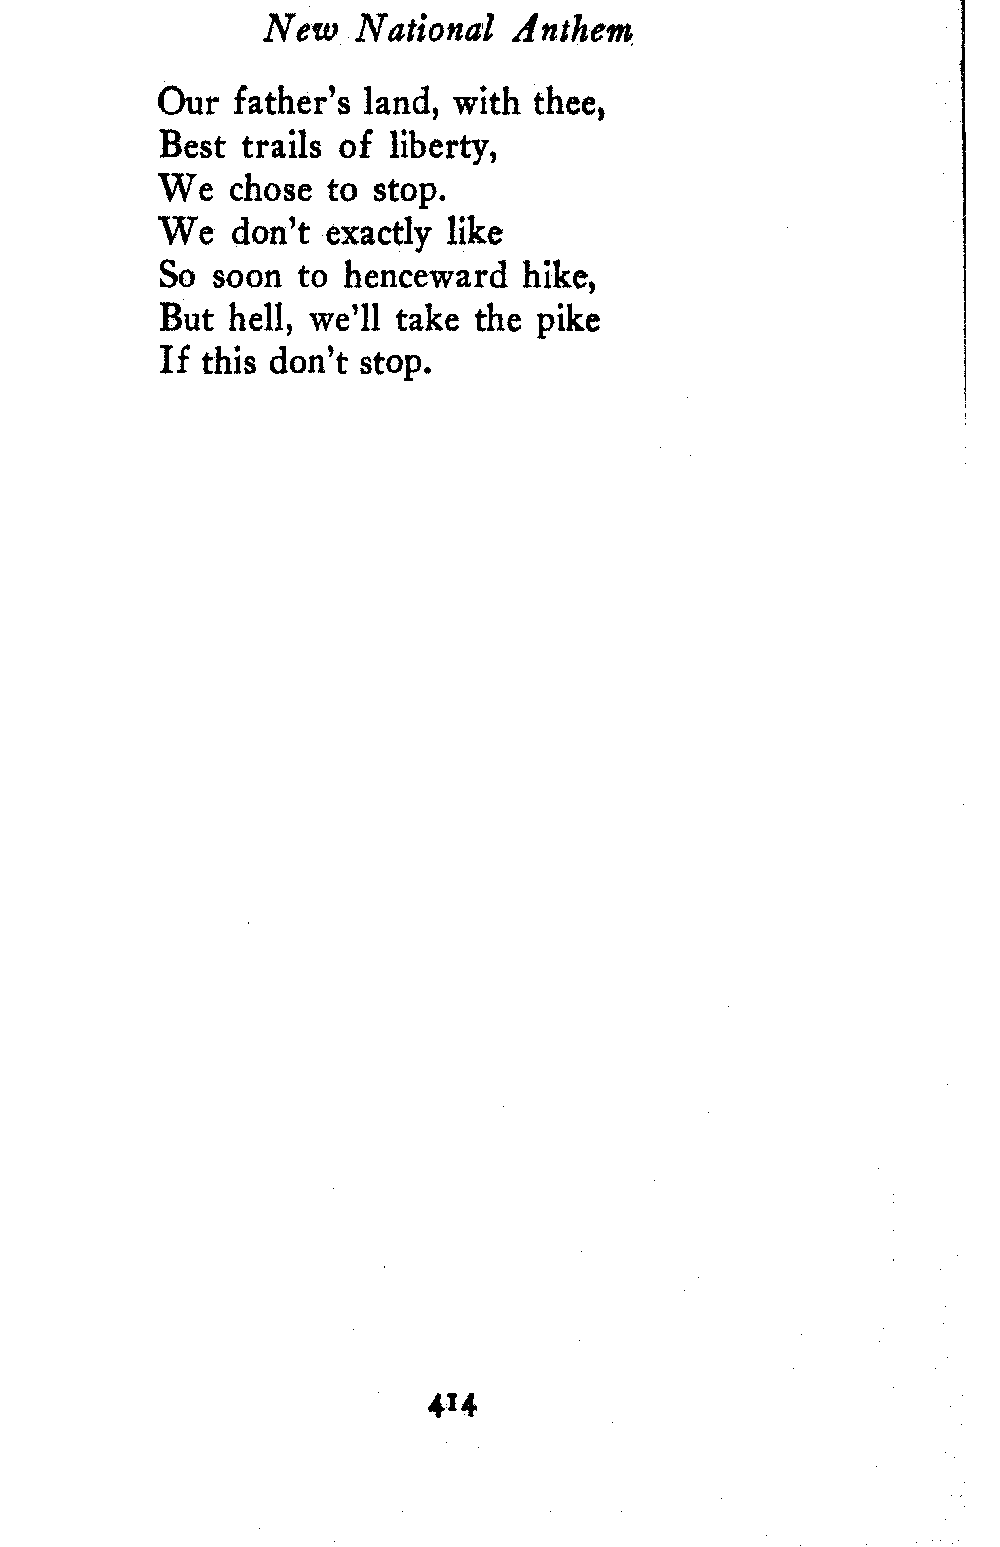 New National Anthem
Our father's land, with thee,
Best trails of liberty,
We chose to stop.
We don't exactly like
So soon to henceward hike,
But hell, we'll take the pike
If this don't stop.
414